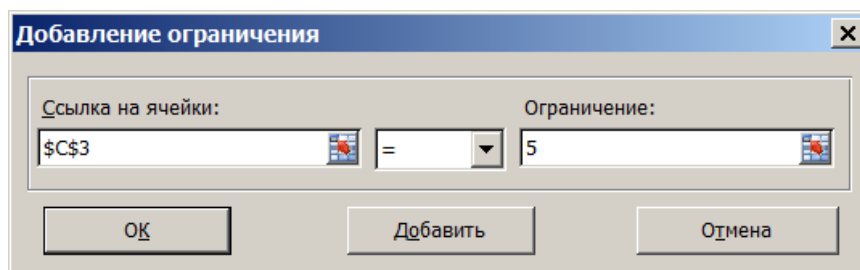 Добавление ограничения
Ссылка на ячейки: Ограничение:
$C$3 = 5
ОК Добавить Отмена